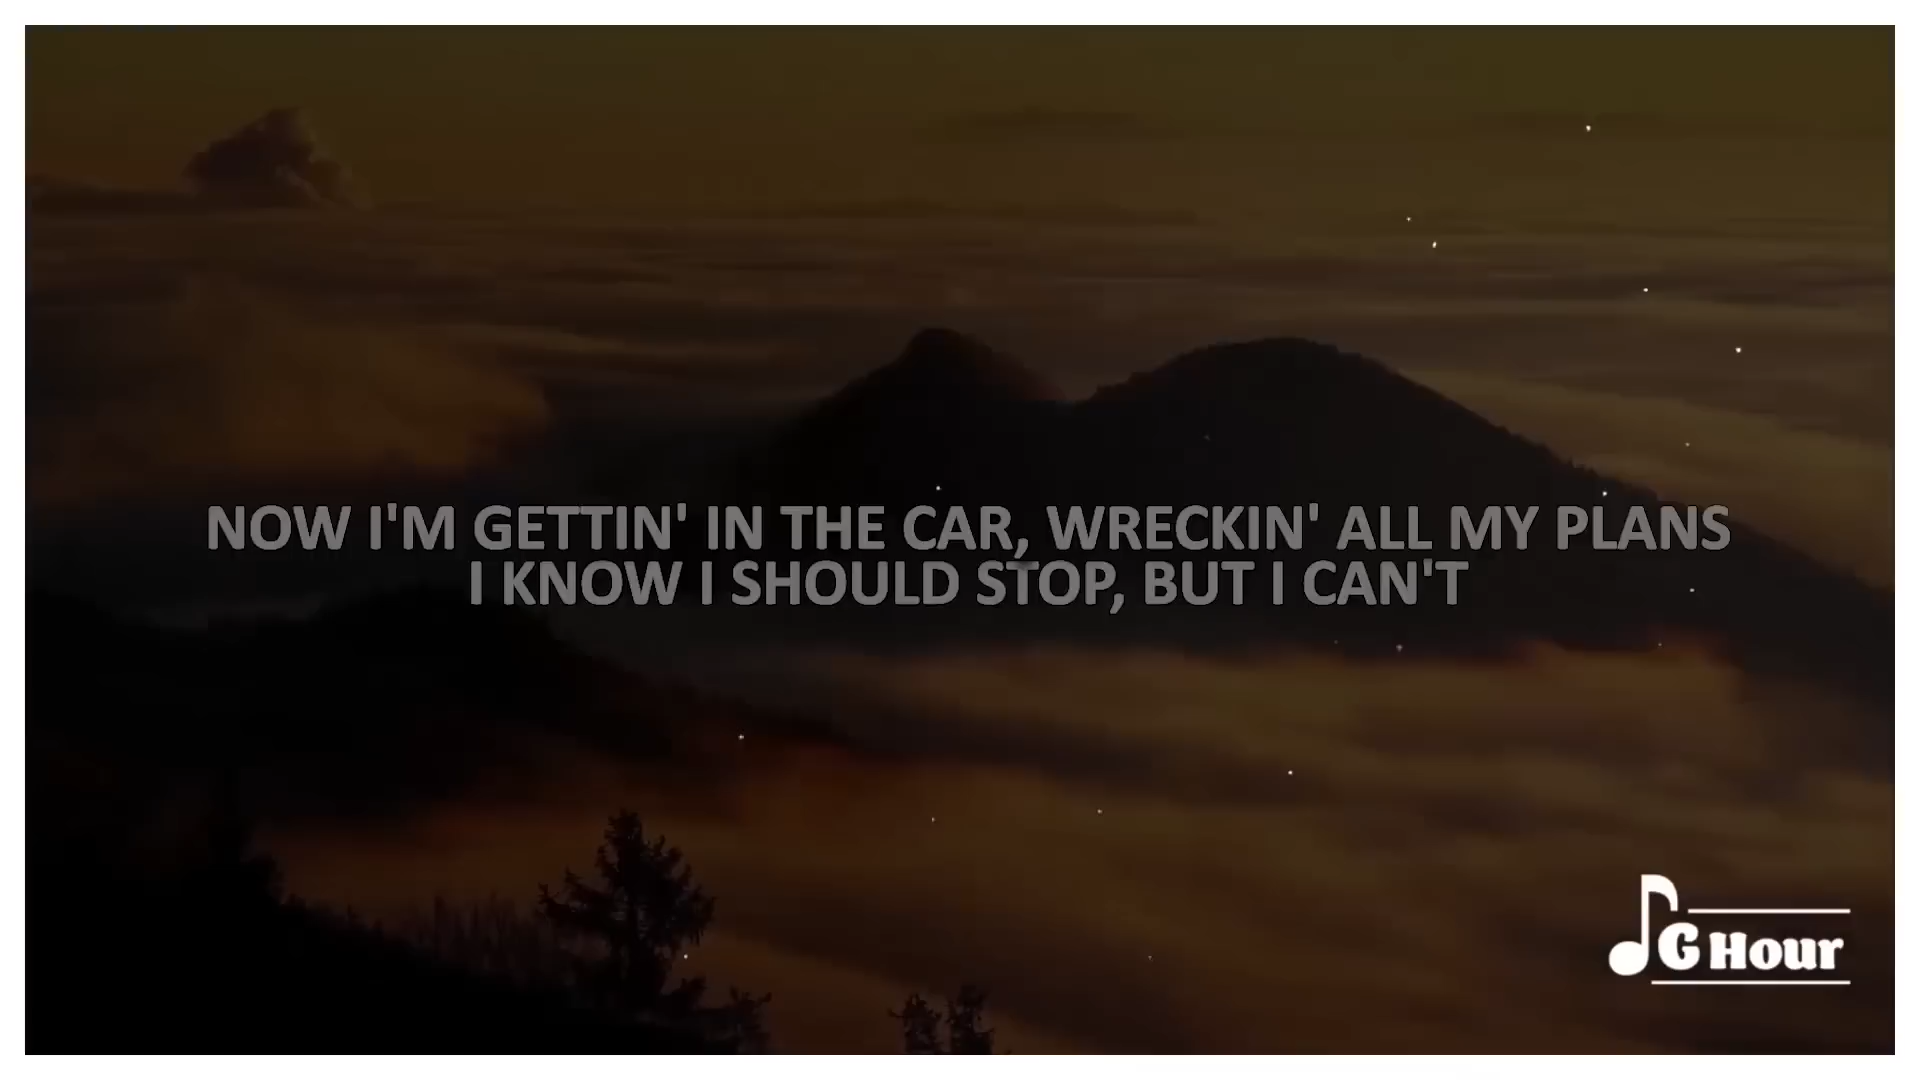 NOW I'M GETTIN' IN THE CAR, WRECKIN' ALL MY PLANS
I KNOW I SHOULD STOP, BUT I CAN'T
G HOUR